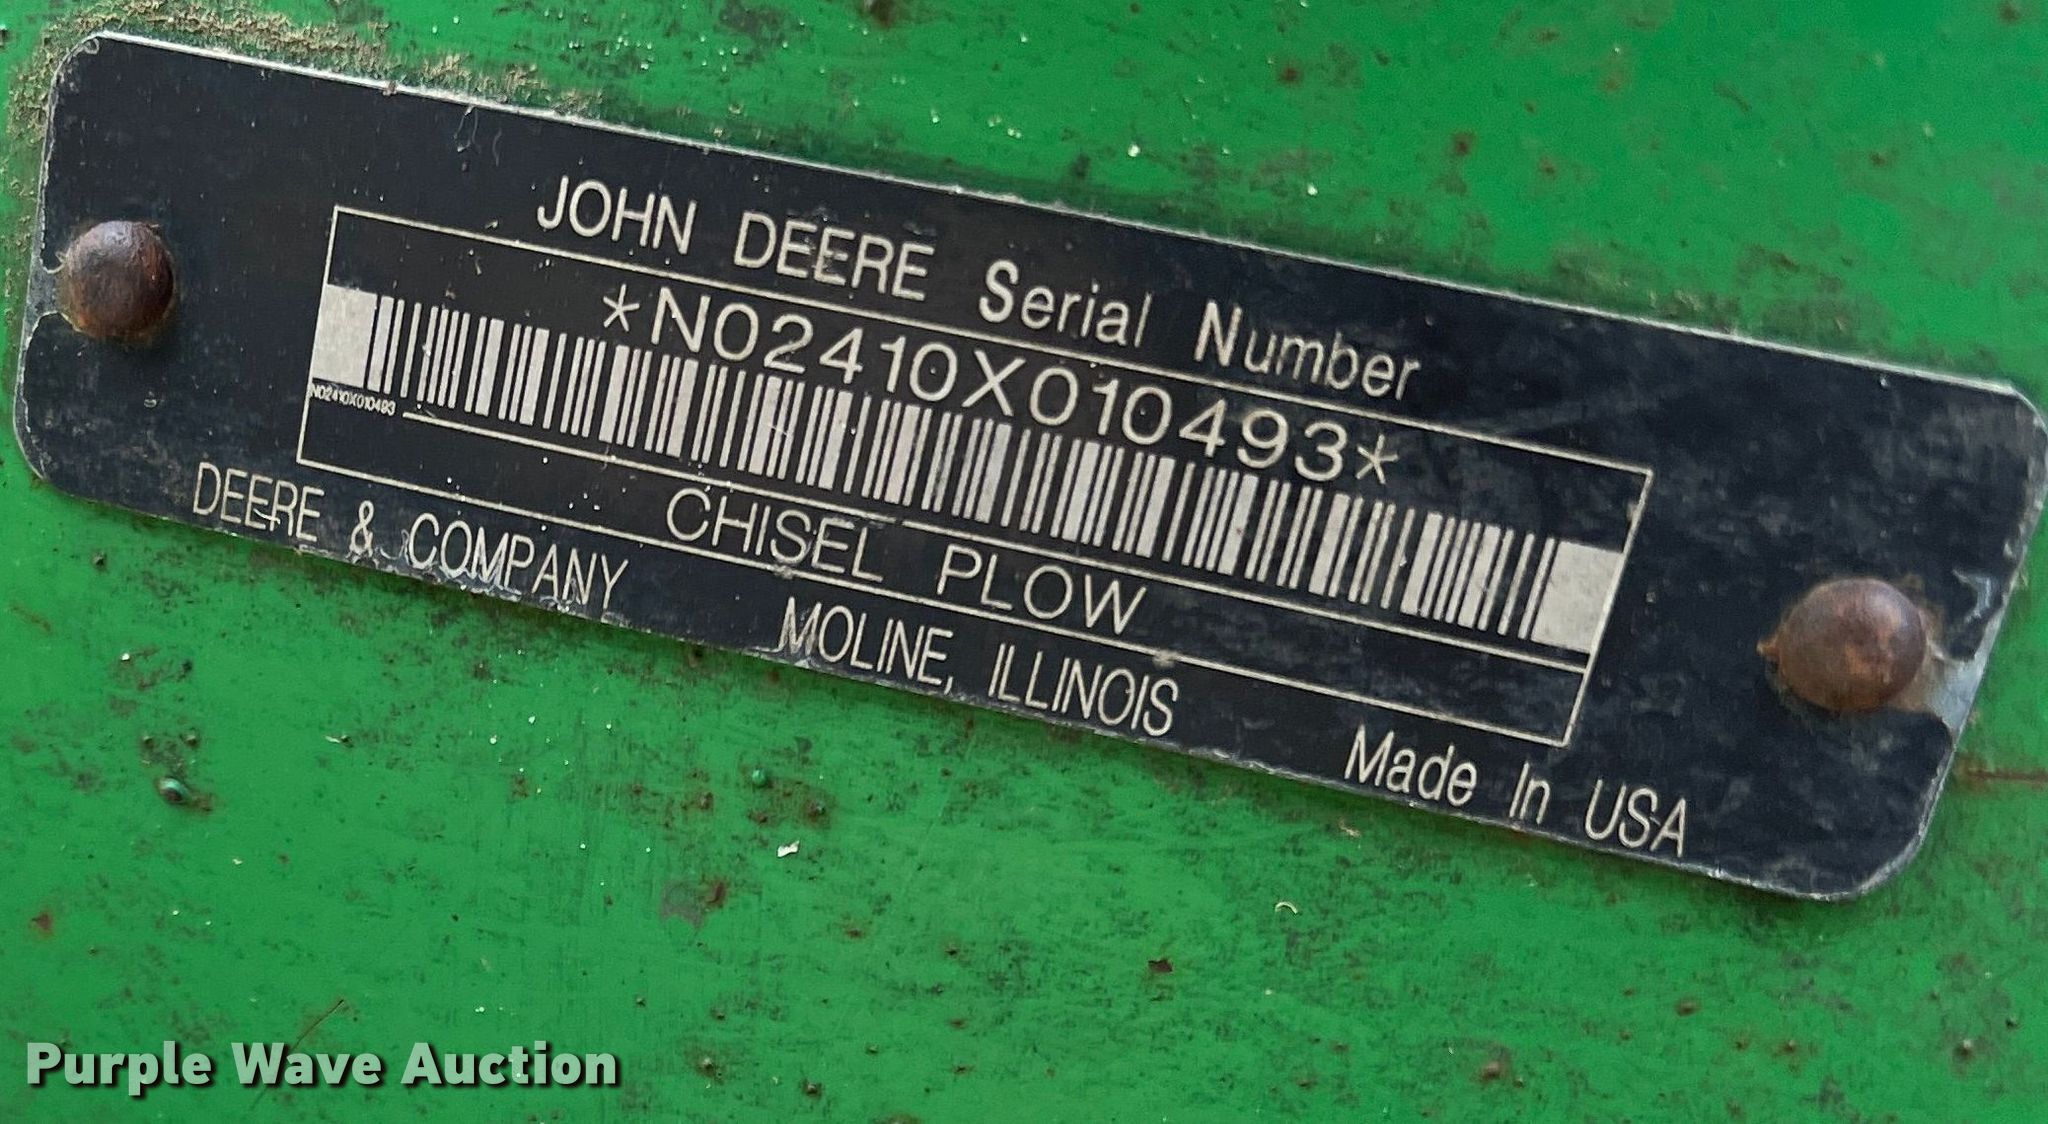 JOHN DEERE Serial Number
*N02410X010493*
N02410X010493
CHISEL PLOW
DEERE & COMPANY MOLINE, ILLINOIS Made In USA
Purple Wave Auction